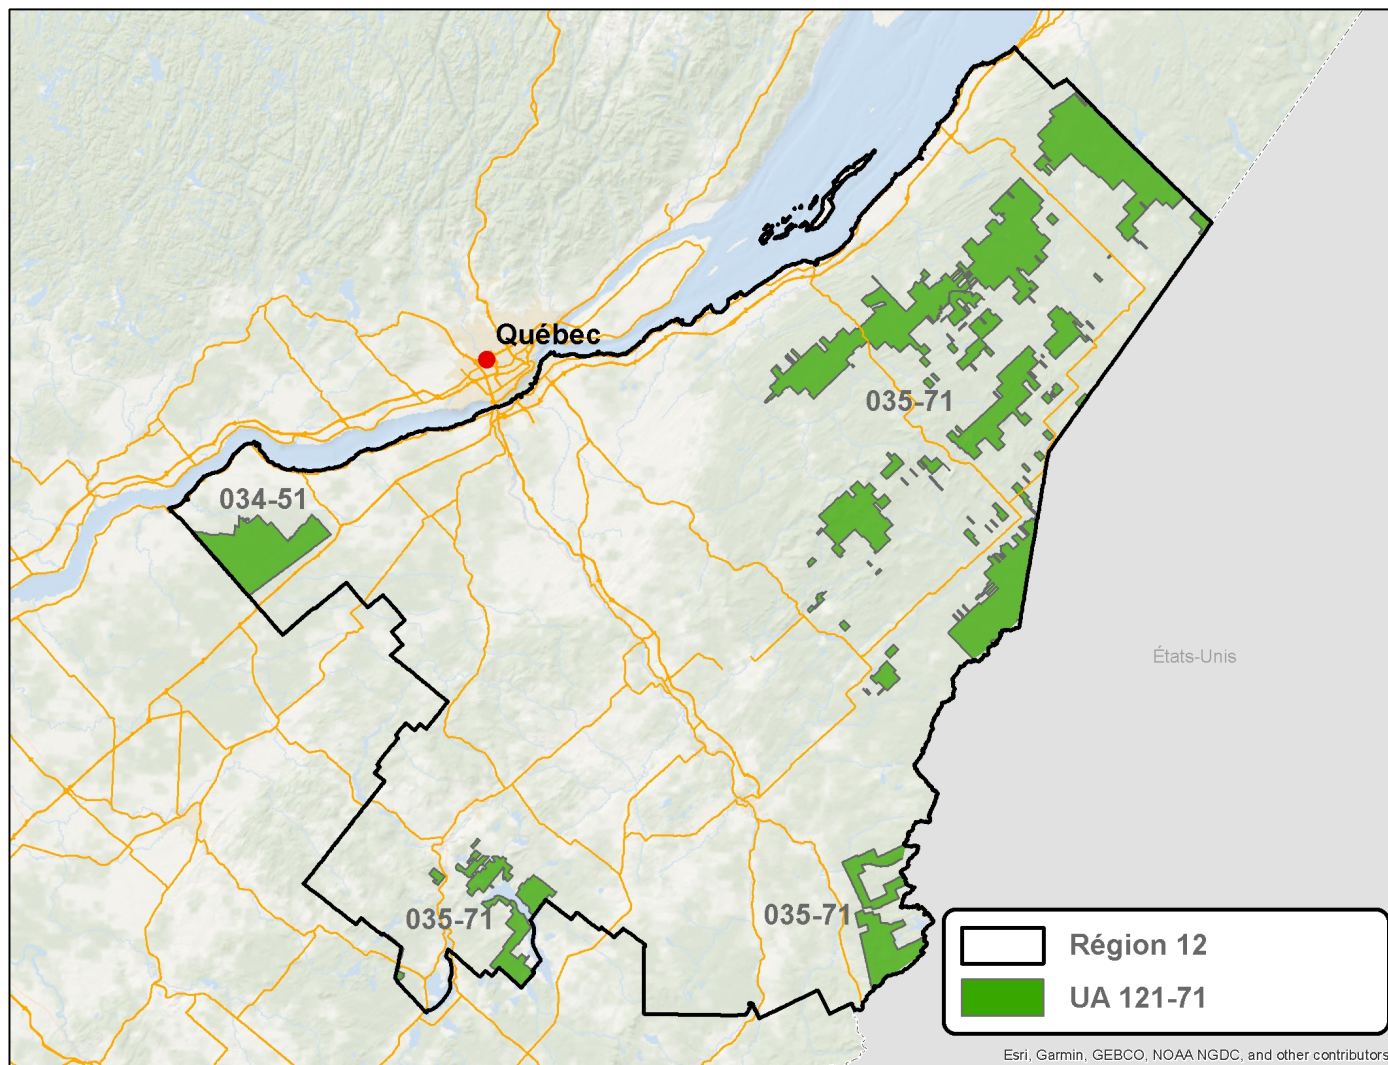 Québec
035-71
034-51
États-Unis
035-71
035-71
Région 12
UA 121-71
Esri, Garmin, GEBCO, NOAA NGDC, and other contributors